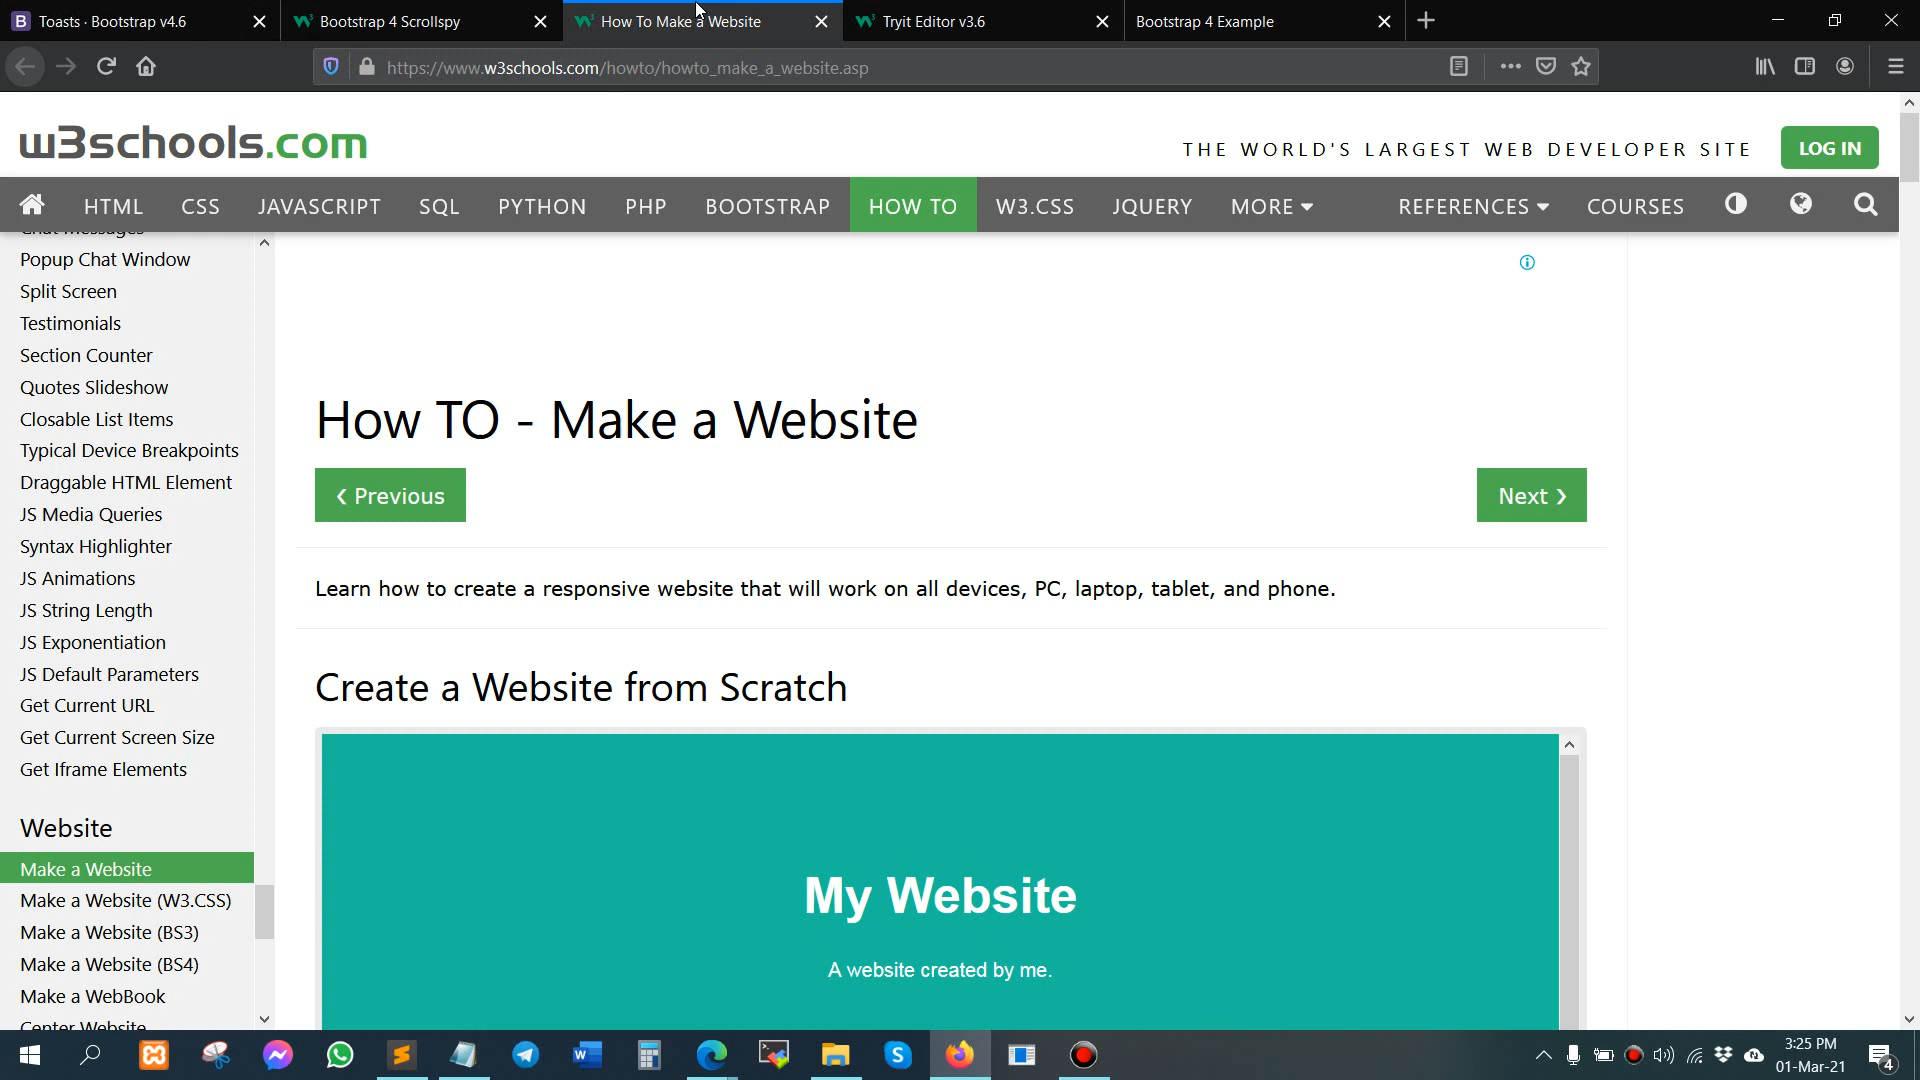 Toasts · Bootstrap v4.6
Bootstrap 4 Scrollspy
How To Make a Website
Tryit Editor v3.6
Bootstrap 4 Example
https://www.w3schools.com/howto/howto_make_a_website.asp
w3schools.com
THE WORLD'S LARGEST WEB DEVELOPER SITE
LOG IN
HTML
CSS
JAVASCRIPT
SQL
PYTHON
PHP
BOOTSTRAP
HOW TO
W3.CSS
JQUERY
MORE
REFERENCES
COURSES
Chat Messages
Popup Chat Window
Split Screen
Testimonials
Section Counter
Quotes Slideshow
Closable List Items
Typical Device Breakpoints
Draggable HTML Element
JS Media Queries
Syntax Highlighter
JS Animations
JS String Length
JS Exponentiation
JS Default Parameters
Get Current URL
Get Current Screen Size
Get Iframe Elements
Website
Make a Website
Make a Website (W3.CSS)
Make a Website (BS3)
Make a Website (BS4)
Make a WebBook
Center Website
How TO - Make a Website
❮ Previous
Next ❯
Learn how to create a responsive website that will work on all devices, PC, laptop, tablet, and phone.
Create a Website from Scratch
My Website
A website created by me.
3:25 PM
01-Mar-21
4